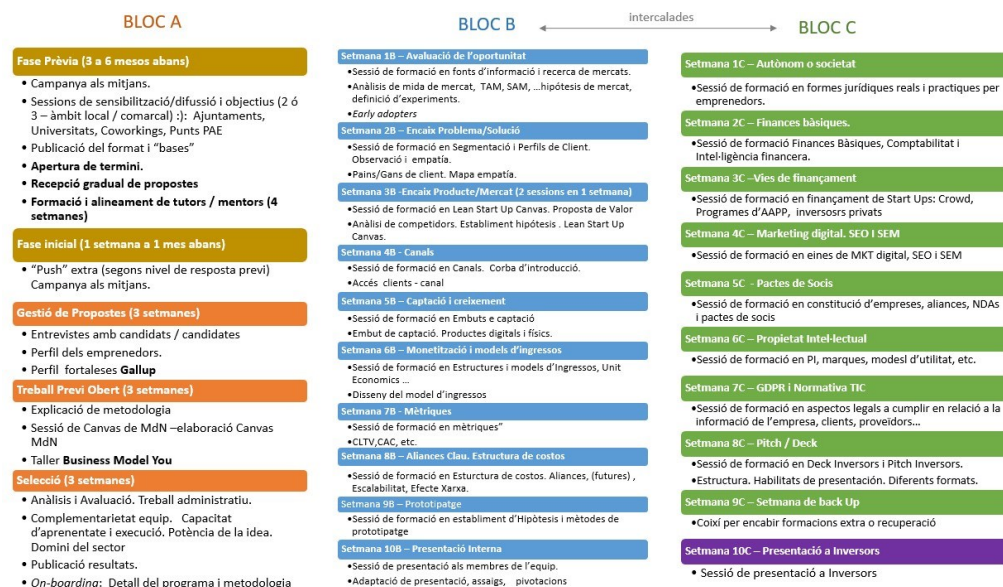 BLOC A
Fase Prèvia (3 a 6 mesos abans)
• Campanya als mitjans.
• Sessions de sensibilització/difussió i objectius (2 ó
3 – àmbit local / comarcal) :): Ajuntaments,
Universitats, Coworkings, Punts PAE
• Publicació del format i “bases”
• Apertura de termini.
• Recepció gradual de propostes
• Formació i alineament de tutors / mentors (4
setmanes)
Fase inicial (1 setmana a 1 mes abans)
• “Push” extra (segons nivel de resposta previ)
Campanya als mitjans.
Gestió de Propostes (3 setmanes)
• Entrevistes amb candidats / candidates
• Perfil dels emprenedors.
• Perfil fortaleses Gallup
Treball Previ Obert (3 setmanes)
• Explicació de metodologia
• Sessió de Canvas de MdN –elaboració Canvas
MdN
• Taller Business Model You
Selecció (3 setmanes)
• Anàlisis i Avaluació. Treball administratiu.
• Complementarietat equip. Capacitat
d’aprenentate i execució. Potència de la idea.
Domini del sector
• Publicació resultats.
• On-boarding: Detall del programa i metodologia
BLOC B
Setmana 1B – Avaluació de l’oportunitat
•Sessió de formació en fonts d’informació i recerca de mercats.
•Anàlisis de mida de mercat, TAM, SAM, ...hipótesis de mercat,
definició d’experiments.
•Early adopters
Setmana 2B – Encaix Problema/Solució
•Sessió de formació en Segmentació i Perfils de Client.
Observació i empatía.
•Pains/Gans de client. Mapa empatía.
Setmana 3B -Encaix Producte/Mercat (2 sessions en 1 semana)
•Sessió de formació en Lean Start Up Canvas. Proposta de Valor
•Anàlisi de competidors. Establiment hipótesis . Lean Start Up
Canvas.
Setmana 4B - Canals
•Sessió de formació en Canals. Corba d’introducció.
•Accés clients - canal
Setmana 5B – Captació i creixement
•Sessió de formació en Embuts e captació
•Embut de captació. Productes digitals i físics.
Setmana 6B – Monetització i models d’ingressos
•Sessió de formació en Estructures i models d’Ingressos, Unit
Economics ...
•Disseny del model d’ingressos
Setmana 7B - Mètriques
•Sessió de formació en mètriques”
•CLTV,CAC, etc.
Setmana 8B – Aliances Clau. Estructura de costos
•Sessió de formació en Esturctura de costos. Aliances, (futures) ,
Escalabilitat, Efecte Xarxa.
Setmana 9B – Prototipatge
•Sessió de formació en establiment d’Hipòtesis i mètodes de
prototipatge
Setmana 10B – Presentació Interna
•Sessió de presentació als membres de l’equip.
•Adaptació de presentació, assaigs, pivotacions
intercalades
BLOC C
Setmana 1C – Autònom o societat
•Sessió de formació en formes jurídiques reals i practiques per
emprenedors.
Setmana 2C – Finances bàsiques.
•Sessió de formació Finances Bàsiques, Comptabilitat i
Intel·ligència financera.
Setmana 3C –Vies de finançament
•Sessió de formació en finançament de Start Ups: Crowd,
Programes d’AAPP, inversosrs privats
Setmana 4C – Marketing digital. SEO I SEM
•Sessió de formació en eines de MKT digital, SEO i SEM
Setmana 5C - Pactes de Socis
•Sessió de formació en constitució d’empreses, aliances, NDAs
i pactes de socis
Setmana 6C – Propietat Intel·lectual
•Sessió de formació en PI, marques, modesl d’utilitat, etc.
Setmana 7C – GDPR i Normativa TIC
•Sessió de formació en aspectos legals a cumplir en relació a la
informació de l’empresa, clients, proveïdors...
Setmana 8C – Pitch / Deck
•Sessió de formació en Deck Inversors i Pitch Inversors.
•Estructura. Habilitats de presentación. Diferents formats.
Setmana 9C – Setmana de back Up
•Coixí per encabir formacions extra o recuperació
Setmana 10C – Presentació a Inversors
• Sessió de presentació a Inversors